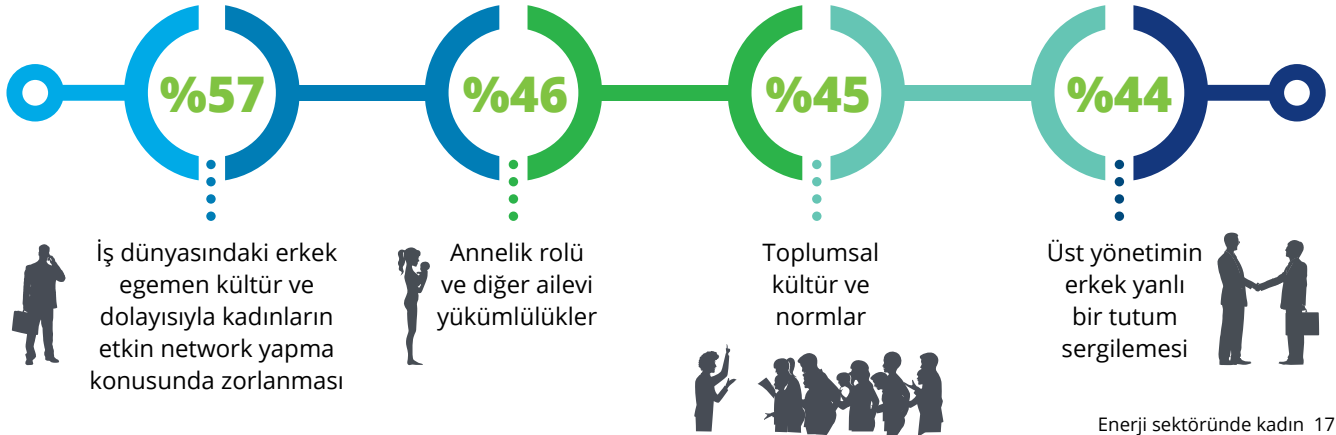 %57
İş dünyasındaki erkek
egemen kültür ve
dolayısıyla kadınların
etkin network yapma
konusunda zorlanması
%46
Annelik rolü
ve diğer ailevi
yükümlülükler
%45
Toplumsal
kültür ve
normlar
%44
Üst yönetimin
erkek yanlı
bir tutum
sergilemesi
Enerji sektöründe kadın 17